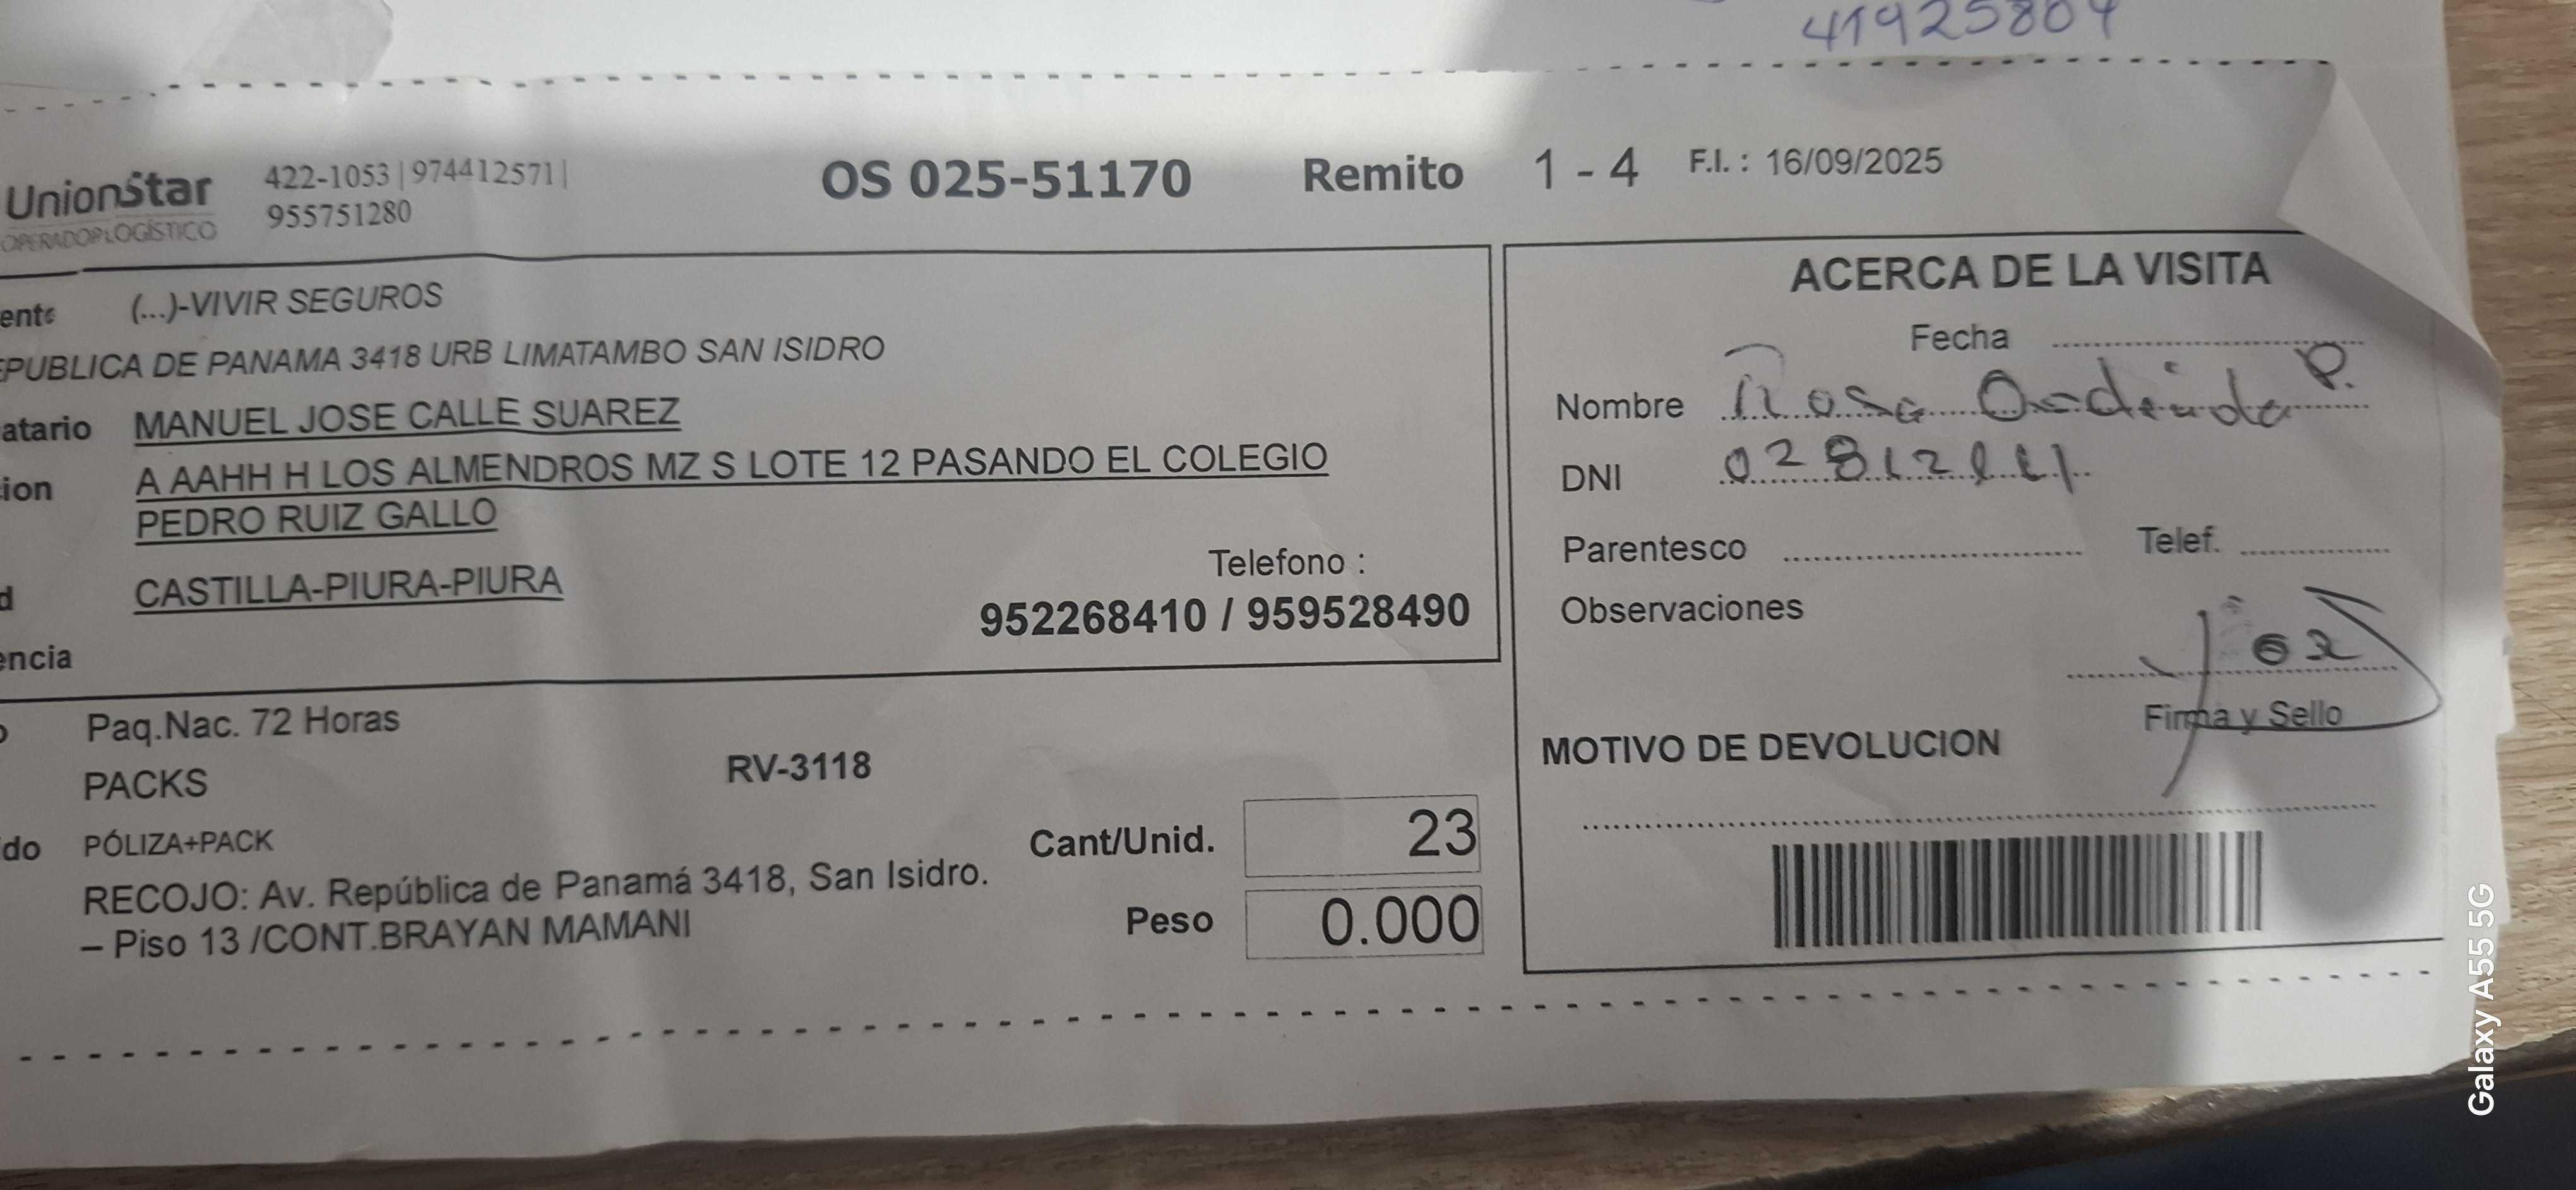 41925804
UnionStar
OPERADOR LOGÍSTICO
422-1053 | 974412571 |
955751280
OS 025-51170 Remito 1 - 4 F.I. : 16/09/2025
ente (...)-VIVIR SEGUROS
EPUBLICA DE PANAMA 3418 URB LIMATAMBO SAN ISIDRO
atario MANUEL JOSE CALLE SUAREZ
ion A AAHH H LOS ALMENDROS MZ S LOTE 12 PASANDO EL COLEGIO
PEDRO RUIZ GALLO
d CASTILLA-PIURA-PIURA
Telefono :
952268410 / 959528490
encia
Paq.Nac. 72 Horas
PACKS RV-3118
do PÓLIZA+PACK
RECOJO: Av. República de Panamá 3418, San Isidro.
– Piso 13 /CONT.BRAYAN MAMANI
Cant/Unid. 23
Peso 0.000
ACERCA DE LA VISITA
Fecha
Nombre Rosa P.
DNI
Parentesco Telef.
Observaciones
Firma y Sello
MOTIVO DE DEVOLUCION
Galaxy A55 5G